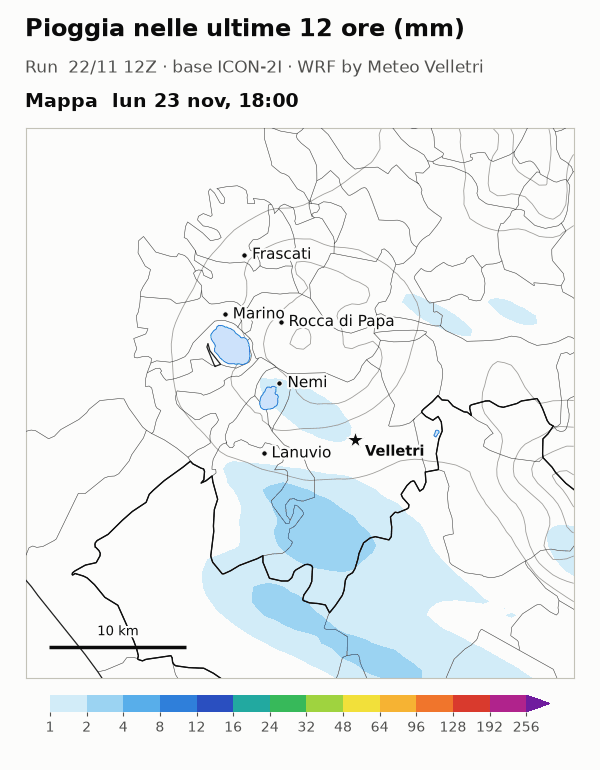 Pioggia nelle ultime 12 ore (mm)
Run 22/11 12Z · base ICON-2I · WRF by Meteo Velletri
Mappa lun 23 nov, 18:00
Frascati
Marino
Rocca di Papa
Nemi
Velletri
Lanuvio
10 km
1 2 4 8 12 16 24 32 48 64 96 128 192 256